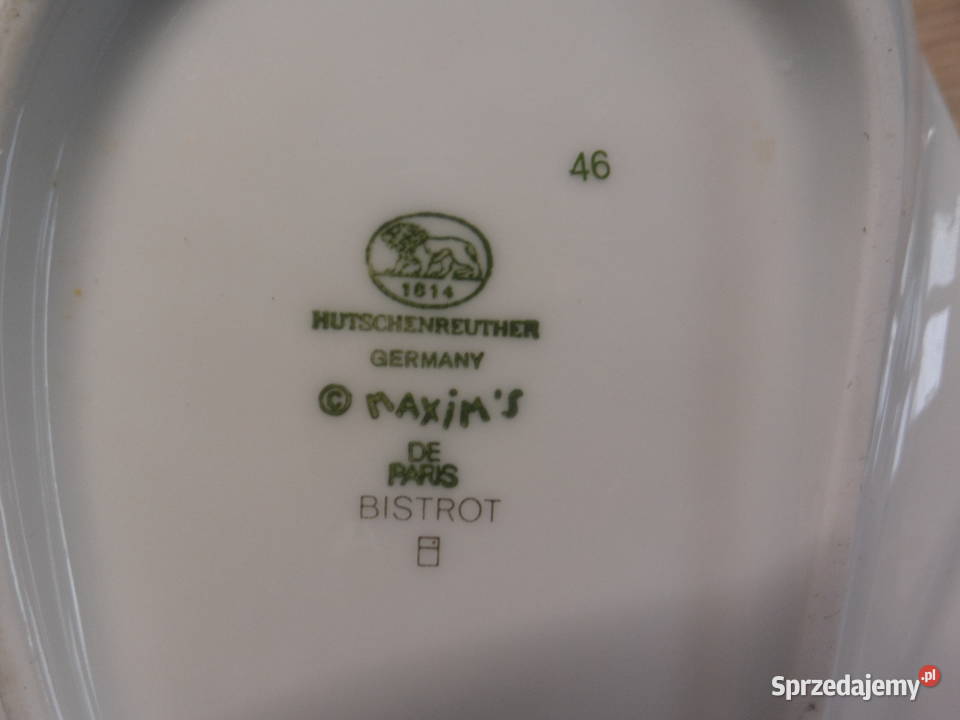 46
1814
HUTSCHENREUTHER
GERMANY
© MAXiM'S
DE
PARIS
BISTROT
Sprzedajemy.pl